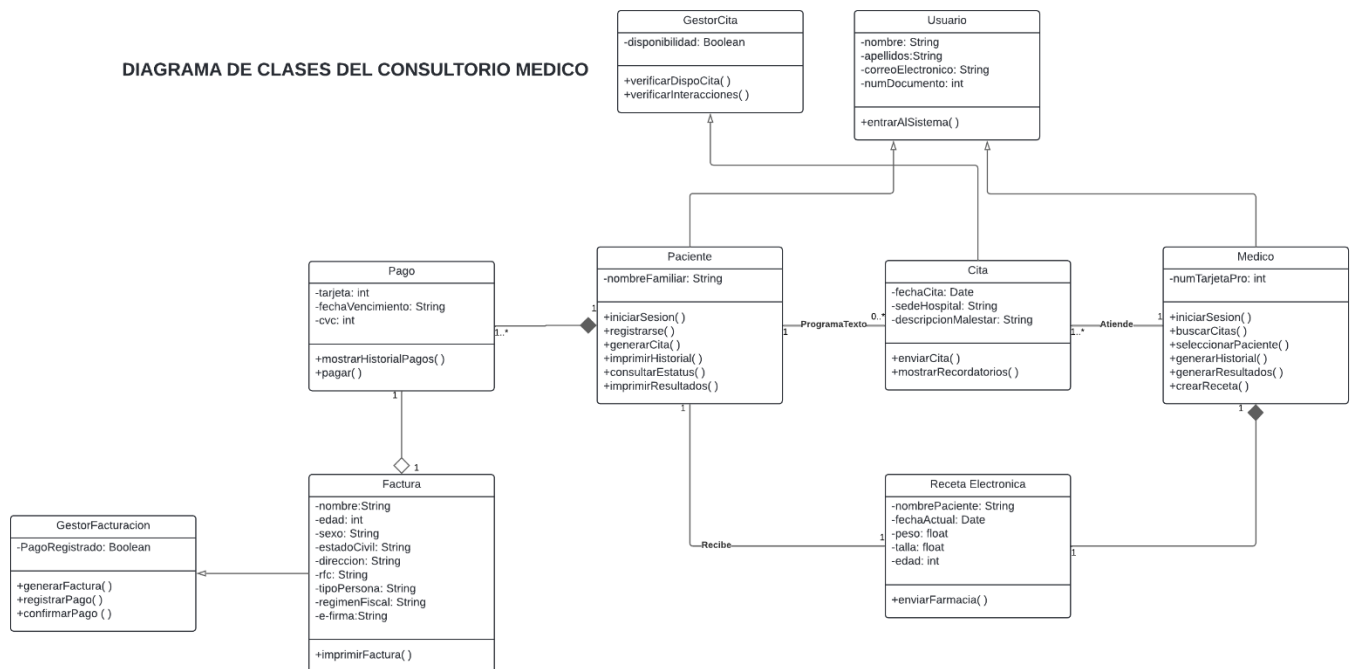 DIAGRAMA DE CLASES DEL CONSULTORIO MEDICO
GestorCita
-disponibilidad: Boolean
+verificarDispoCita( )
+verificarInteracciones( )
Usuario
-nombre: String
-apellidos:String
-correoElectronico: String
-numDocumento: int
+entrarAlSistema( )
Pago
-tarjeta: int
-fechaVencimiento: String
-cvc: int
+mostrarHistorialPagos( )
+pagar( )
1..*
1
Paciente
-nombreFamiliar: String
+iniciarSesion( )
+registrarse( )
+generarCita( )
+imprimirHistorial( )
+consultarEstatus( )
+imprimirResultados( )
1
ProgramaTexto
0..*
Cita
-fechaCita: Date
-sedeHospital: String
-descripcionMalestar: String
+enviarCita( )
+mostrarRecordatorios( )
1..*
Atiende
1
Medico
-numTarjetaPro: int
+iniciarSesion( )
+buscarCitas( )
+seleccionarPaciente( )
+generarHistorial( )
+generarResultados( )
+crearReceta( )
1
1
1
1
GestorFacturacion
-PagoRegistrado: Boolean
+generarFactura( )
+registrarPago( )
+confirmarPago ( )
Factura
-nombre:String
-edad: int
-sexo: String
-estadoCivil: String
-direccion: String
-rfc: String
-tipoPersona: String
-regimenFiscal: String
-e-firma:String
+imprimirFactura( )
Recibe
1
Receta Electronica
-nombrePaciente: String
-fechaActual: Date
-peso: float
-talla: float
-edad: int
+enviarFarmacia( )
1